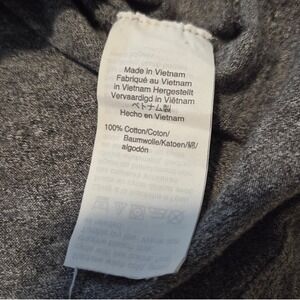 Made in Vietnam
Fabriqué au Vietnam
in Vietnam Hergestellt
Vervaardigd in Viêtnam
ベトナム製
Hecho en Vietnam
100% Cotton/Coton/
Baumwolle/Katoen/綿/
algodón